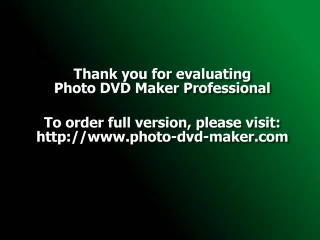 Thank you for evaluating
Photo DVD Maker Professional
To order full version, please visit:
http://www.photo-dvd-maker.com